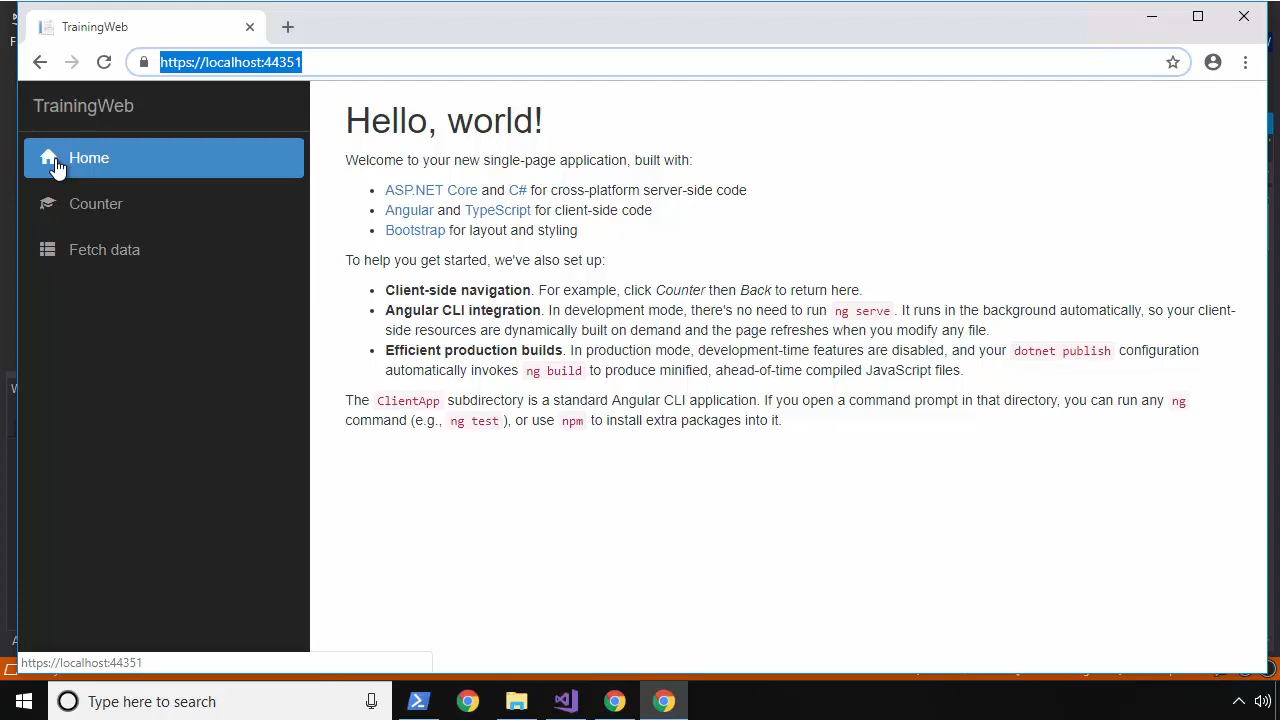 TrainingWeb
https://localhost:44351
TrainingWeb
Home
Counter
Fetch data
Hello, world!
Welcome to your new single-page application, built with:
• ASP.NET Core and C# for cross-platform server-side code
• Angular and TypeScript for client-side code
• Bootstrap for layout and styling
To help you get started, we've also set up:
• Client-side navigation. For example, click Counter then Back to return here.
• Angular CLI integration. In development mode, there's no need to run ng serve. It runs in the background automatically, so your client-
side resources are dynamically built on demand and the page refreshes when you modify any file.
• Efficient production builds. In production mode, development-time features are disabled, and your dotnet publish configuration
automatically invokes ng build to produce minified, ahead-of-time compiled JavaScript files.
The ClientApp subdirectory is a standard Angular CLI application. If you open a command prompt in that directory, you can run any ng
command (e.g., ng test), or use npm to install extra packages into it.
https://localhost:44351
Type here to search